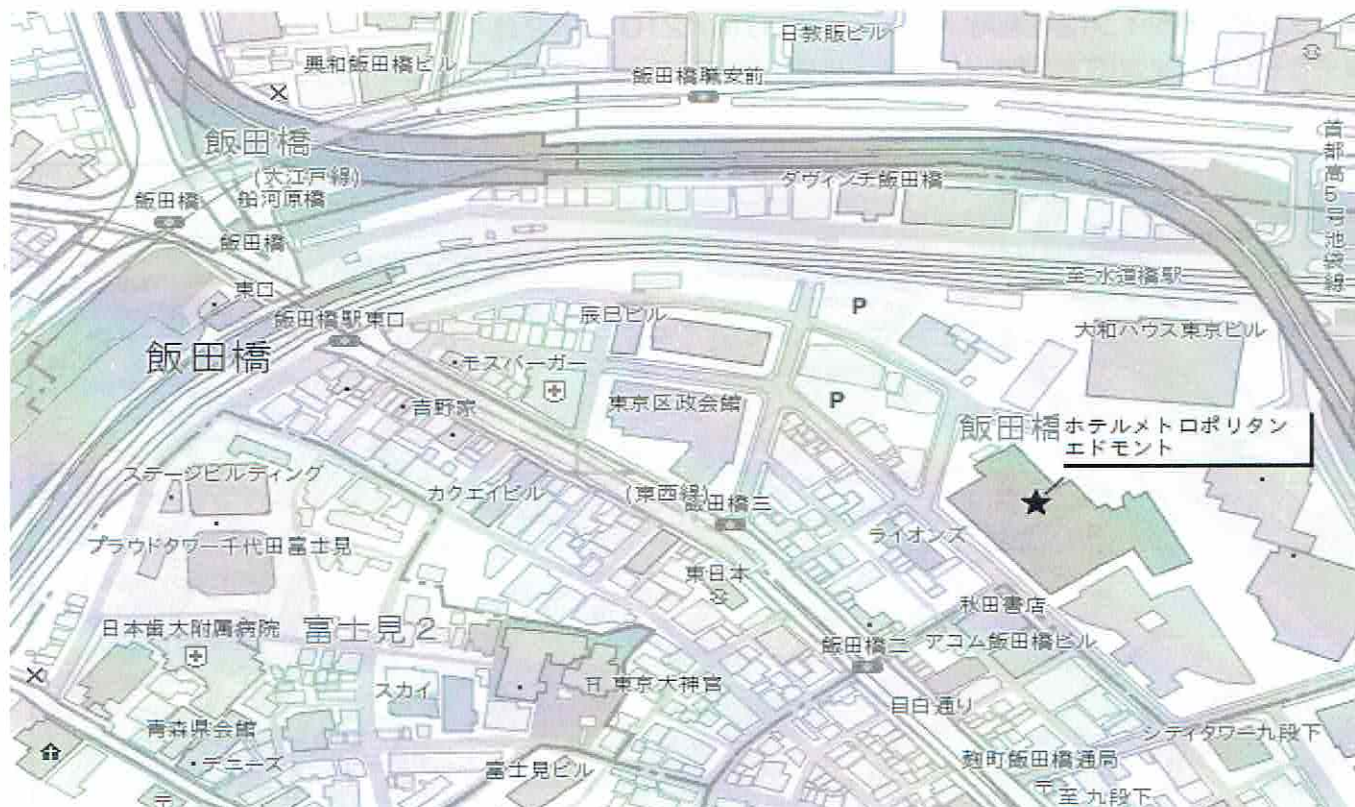 日教販ビル
興和飯田橋ビル
飯田橋職安前
飯田橋
(大江戸線)
首都高5号池袋線
ダヴィンチ飯田橋
飯田橋
船河原橋
飯田橋
至 水道橋駅
東口
飯田橋駅東口
辰巳ビル
P
大和ハウス東京ビル
飯田橋
モスバーガー
吉野家
東京区政会館
P
飯田橋
ホテルメトロポリタン
エドモント
ステージビルディング
カクエイビル
(東西線)
飯田橋三
ライオンズ
プラウドタワー千代田富士見
東日本
秋田書店
日本歯大附属病院
富士見2
飯田橋二
アコム飯田橋ビル
スカイ
東京大神宮
目白通り
青森県会館
シティタワー九段下
デニーズ
富士見ビル
麹町飯田橋通局
至 九段下